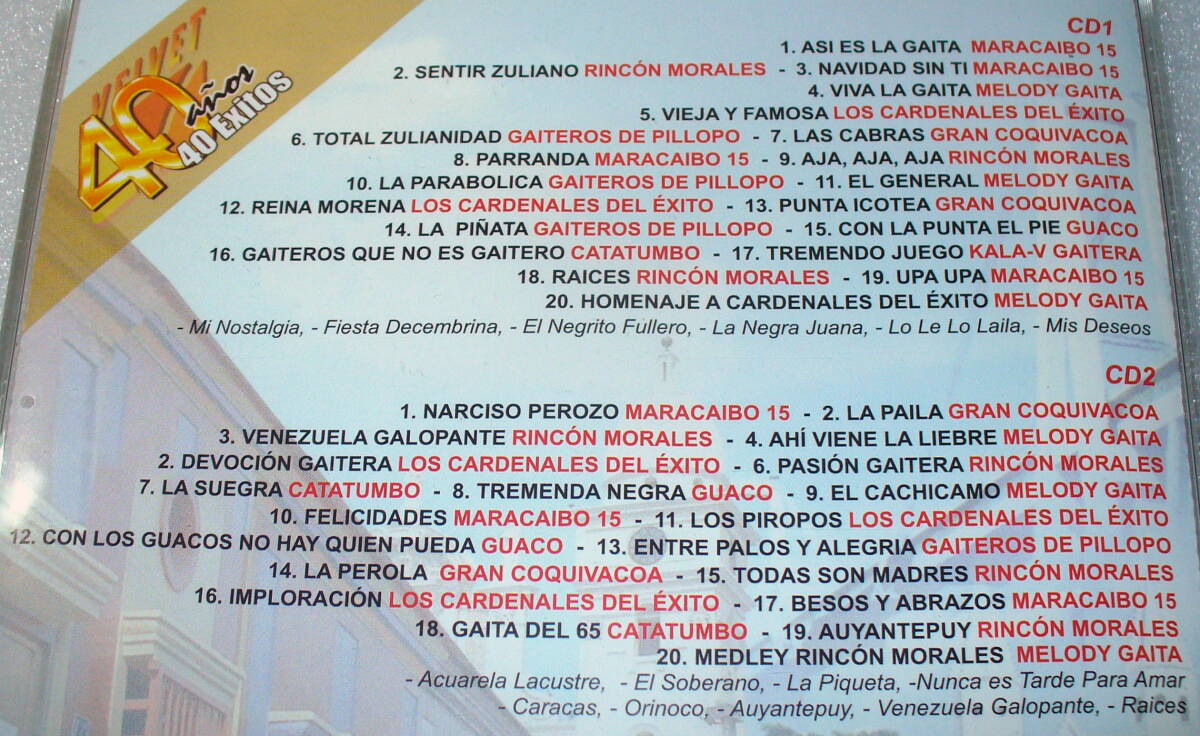 VELVET
40 años
40 Exitos
CD1
1. ASI ES LA GAITA MARACAIBO 15
2. SENTIR ZULIANO RINCÓN MORALES - 3. NAVIDAD SIN TI MARACAIBO 15
4. VIVA LA GAITA MELODY GAITA
5. VIEJA Y FAMOSA LOS CARDENALES DEL ÉXITO
6. TOTAL ZULIANIDAD GAITEROS DE PILLOPO - 7. LAS CABRAS GRAN COQUIVACOA
8. PARRANDA MARACAIBO 15 - 9. AJA, AJA, AJA RINCÓN MORALES
10. LA PARABOLICA GAITEROS DE PILLOPO - 11. EL GENERAL MELODY GAITA
12. REINA MORENA LOS CARDENALES DEL ÉXITO - 13. PUNTA ICOTEA GRAN COQUIVACOA
14. LA PIÑATA GAITEROS DE PILLOPO - 15. CON LA PUNTA EL PIE GUACO
16. GAITEROS QUE NO ES GAITERO CATATUMBO - 17. TREMENDO JUEGO KALA-V GAITERA
18. RAICES RINCÓN MORALES - 19. UPA UPA MARACAIBO 15
20. HOMENAJE A CARDENALES DEL ÉXITO MELODY GAITA
- Mi Nostalgia, - Fiesta Decembrina, - El Negrito Fullero, - La Negra Juana, - Lo Le Lo Laila, - Mis Deseos
CD2
1. NARCISO PEROZO MARACAIBO 15 - 2. LA PAILA GRAN COQUIVACOA
3. VENEZUELA GALOPANTE RINCÓN MORALES - 4. AHÍ VIENE LA LIEBRE MELODY GAITA
2. DEVOCIÓN GAITERA LOS CARDENALES DEL ÉXITO - 6. PASIÓN GAITERA RINCÓN MORALES
7. LA SUEGRA CATATUMBO - 8. TREMENDA NEGRA GUACO - 9. EL CACHICAMO MELODY GAITA
10. FELICIDADES MARACAIBO 15 - 11. LOS PIROPOS LOS CARDENALES DEL ÉXITO
12. CON LOS GUACOS NO HAY QUIEN PUEDA GUACO - 13. ENTRE PALOS Y ALEGRIA GAITEROS DE PILLOPO
14. LA PEROLA GRAN COQUIVACOA - 15. TODAS SON MADRES RINCÓN MORALES
16. IMPLORACIÓN LOS CARDENALES DEL ÉXITO - 17. BESOS Y ABRAZOS MARACAIBO 15
18. GAITA DEL 65 CATATUMBO - 19. AUYANTEPUY RINCÓN MORALES
20. MEDLEY RINCÓN MORALES MELODY GAITA
- Acuarela Lacustre, - El Soberano, - La Piqueta, -Nunca es Tarde Para Amar
- Caracas, - Orinoco, - Auyantepuy, - Venezuela Galopante, - Raices